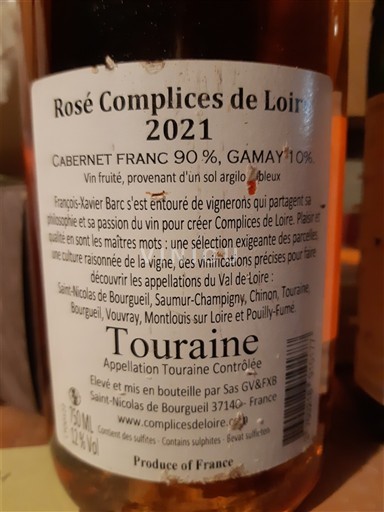 Rosé Complices de Loire
2021
CABERNET FRANC 90 %, GAMAY 10%.
Vin fruité, provenant d'un sol argilo
François-Xavier Barc s'est entouré de vignerons qui partagent sa
philosophie et sa passion du vin pour créer Complices de Loire. Plaisir et
qualité en sont les maîtres mots : une sélection exigeante des parcelles,
une culture raisonnée de la vigne, des vinifications précises pour faire
découvrir les appellations du Val de Loire :
Saint-Nicolas de Bourgueil, Saumur-Champigny, Chinon, Touraine,
Bourgueil, Vouvray, Montlouis sur Loire et Pouilly-Fume.
Touraine
Appellation Touraine Contrôlée
Elevé et mis en bouteille par Sas GV&FXB
Saint-Nicolas de Bourgueil 37140 - France
www.complicesdeloire.com
Contient des sulfites - Contains sulphites - Bevat sulfieten
750 ML
12 % Vol
Produce of France